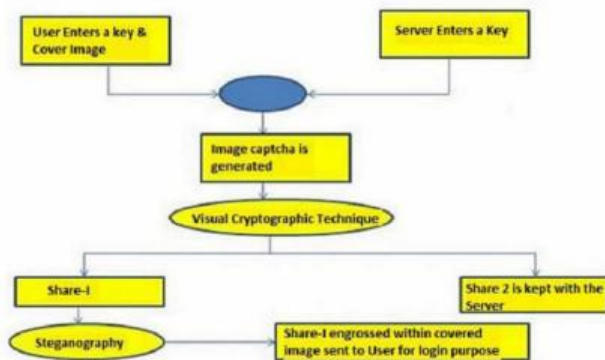 User Enters a key &
Cover Image
Server Enters a Key
Image captcha is
generated
Visual Cryptographic Technique
Share-I
Share 2 is kept with the
Server
Steganography
Share-I engrossed within covered
image sent to User for login purpose